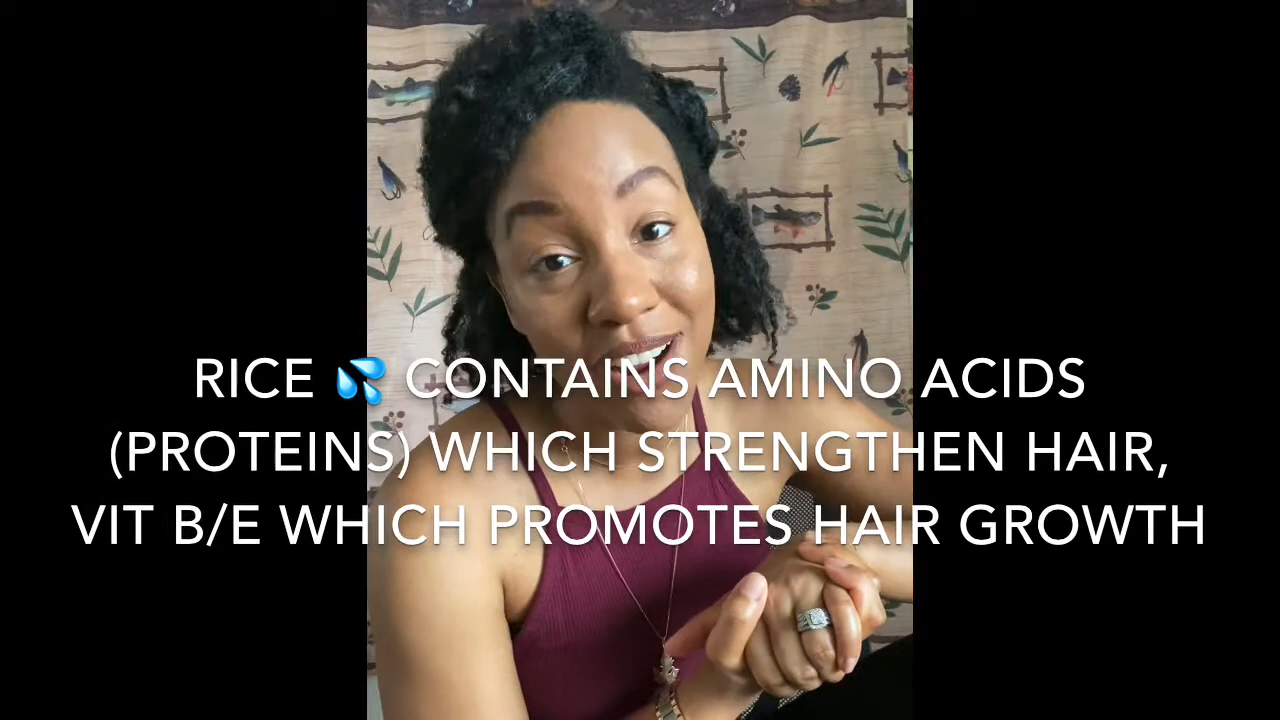 RICE 💦 CONTAINS AMINO ACIDS
(PROTEINS) WHICH STRENGTHEN HAIR,
VIT B/E WHICH PROMOTES HAIR GROWTH